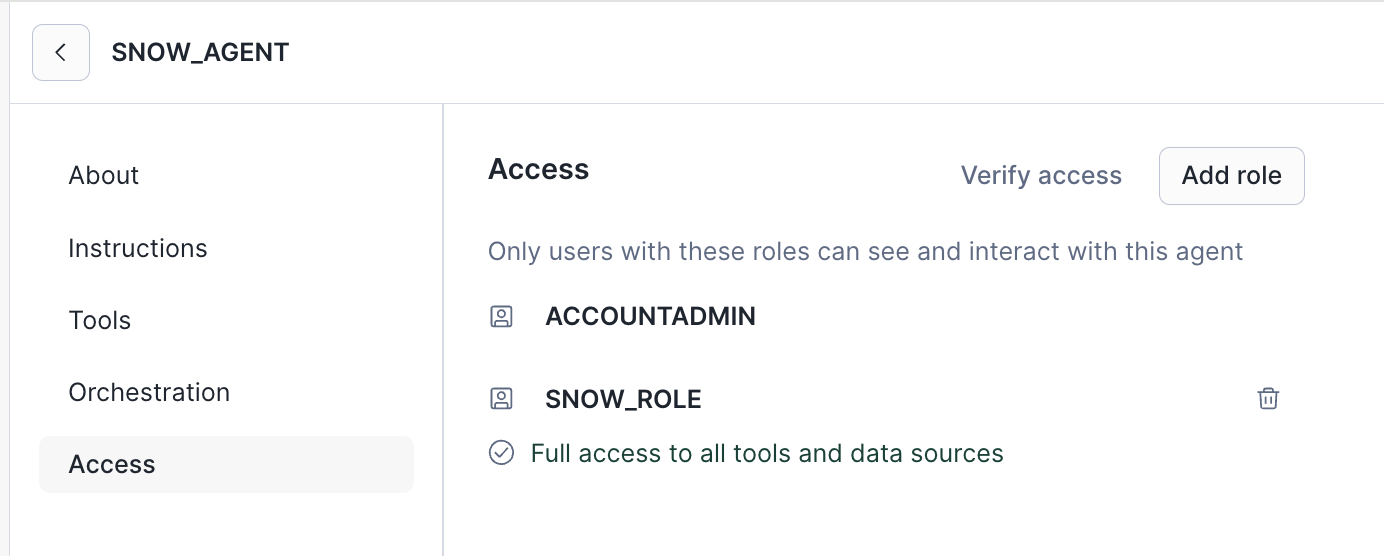 SNOW_AGENT
About
Instructions
Tools
Orchestration
Access
Access
Verify access
Add role
Only users with these roles can see and interact with this agent
ACCOUNTADMIN
SNOW_ROLE
Full access to all tools and data sources